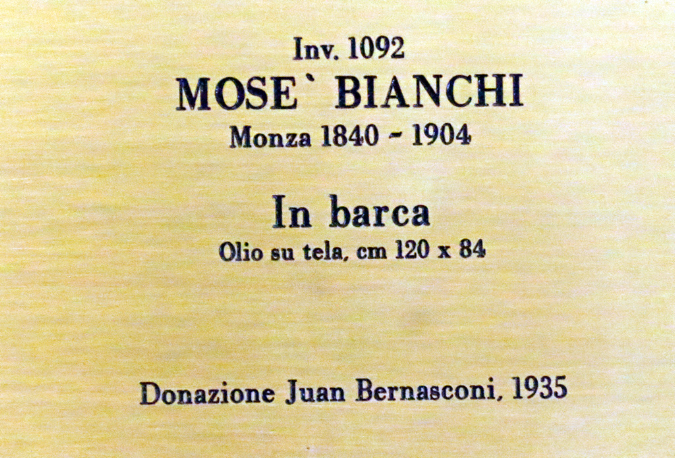 Inv. 1092
MOSE` BIANCHI
Monza 1840 - 1904
In barca
Olio su tela, cm 120 x 84
Donazione Juan Bernasconi, 1935